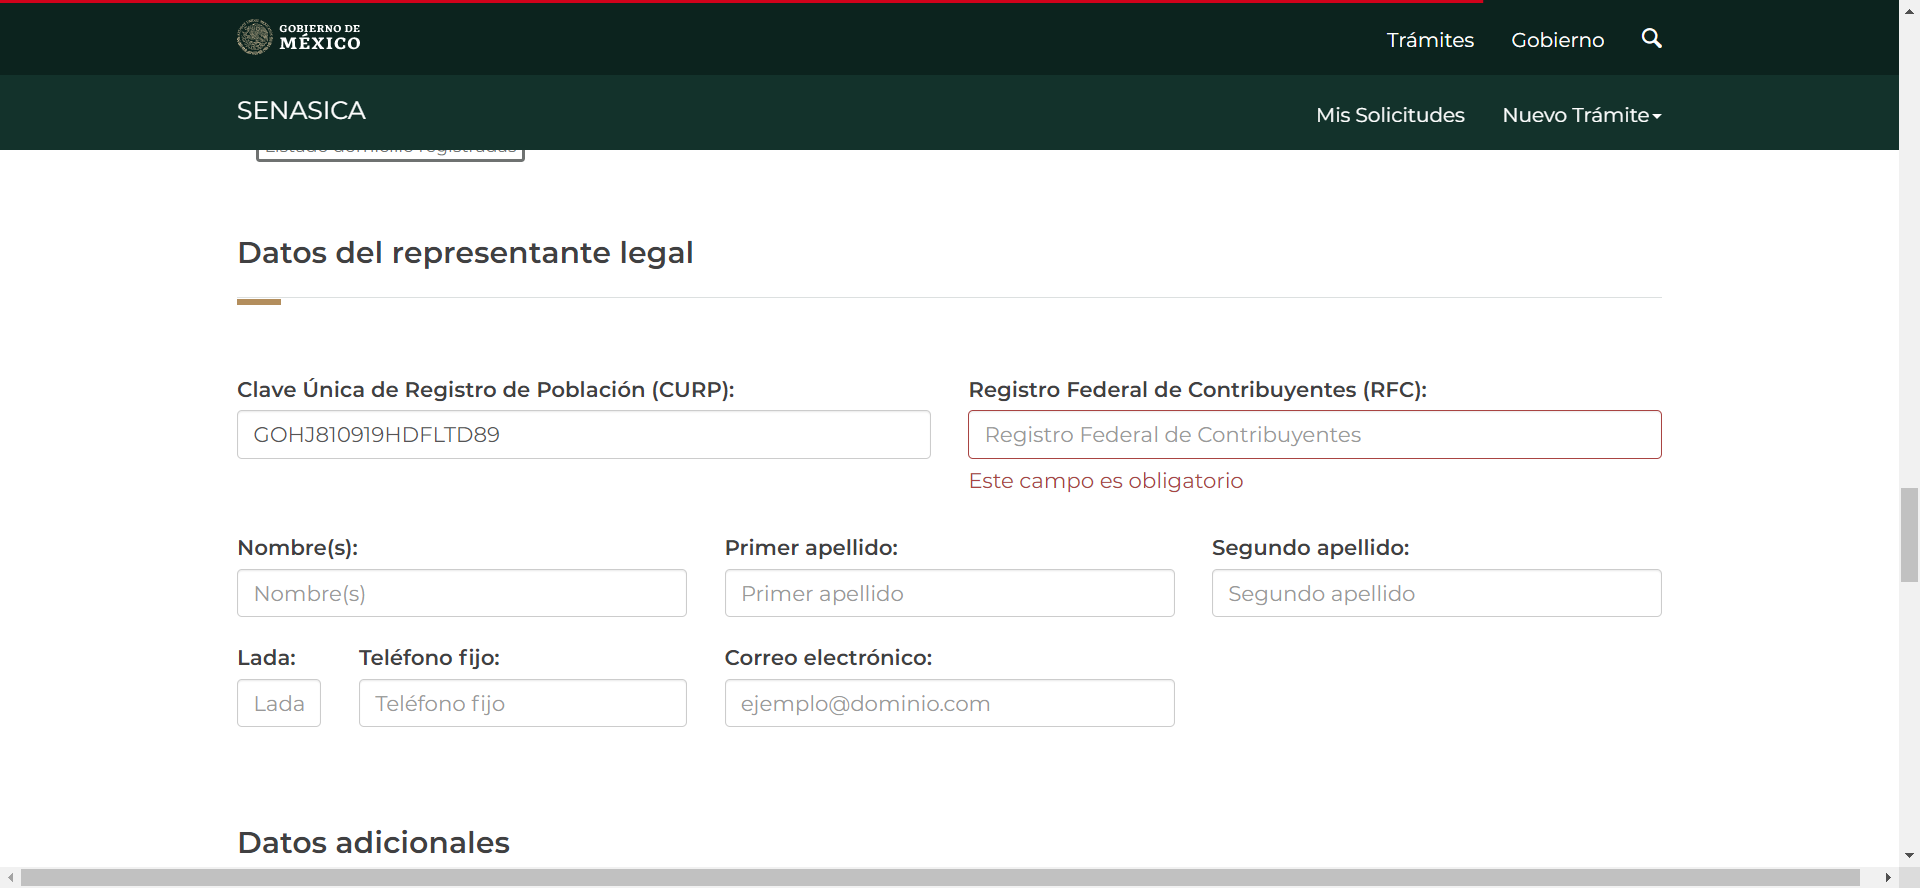 GOBIERNO DE
MÉXICO
Trámites
Gobierno
SENASICA
Mis Solicitudes
Nuevo Trámite
Listado domicilio registradas
Datos del representante legal
Clave Única de Registro de Población (CURP):
Registro Federal de Contribuyentes (RFC):
GOHJ810919HDFLTD89
Registro Federal de Contribuyentes
Este campo es obligatorio
Nombre(s):
Primer apellido:
Segundo apellido:
Nombre(s)
Primer apellido
Segundo apellido
Lada:
Teléfono fijo:
Correo electrónico:
Lada
Teléfono fijo
ejemplo@dominio.com
Datos adicionales